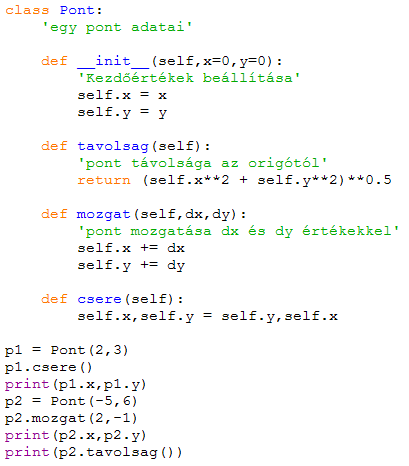 class Pont:
    'egy pont adatai'

    def __init__(self,x=0,y=0):
        'Kezdőértékek beállítása'
        self.x = x
        self.y = y

    def tavolsag(self):
        'pont távolsága az origótól'
        return (self.x**2 + self.y**2)**0.5

    def mozgat(self,dx,dy):
        'pont mozgatása dx és dy értékekkel'
        self.x += dx
        self.y += dy

    def csere(self):
        self.x,self.y = self.y,self.x

p1 = Pont(2,3)
p1.csere()
print(p1.x,p1.y)
p2 = Pont(-5,6)
p2.mozgat(2,-1)
print(p2.x,p2.y)
print(p2.tavolsag())